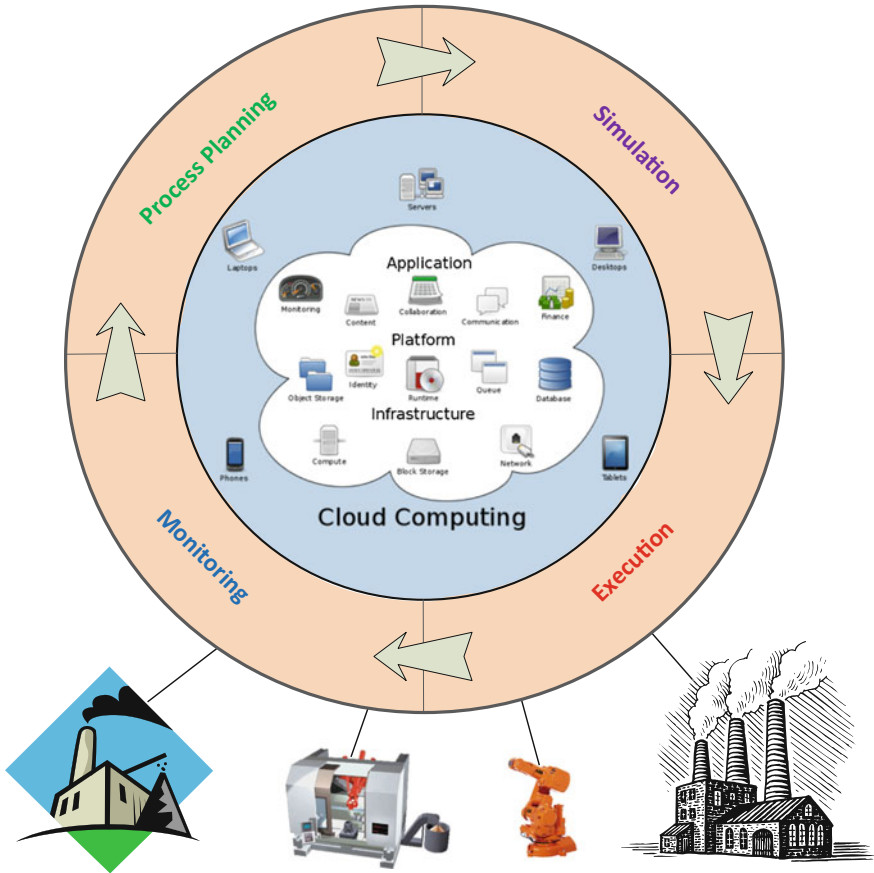 Process Planning
Simulation
Servers
Laptops
Desktops
Application
Monitoring
Content
Collaboration
Communication
Finance
Platform
Object Storage
Identity
Runtime
Queue
Database
Infrastructure
Compute
Block Storage
Network
Phones
Tablets
Cloud Computing
Monitoring
Execution